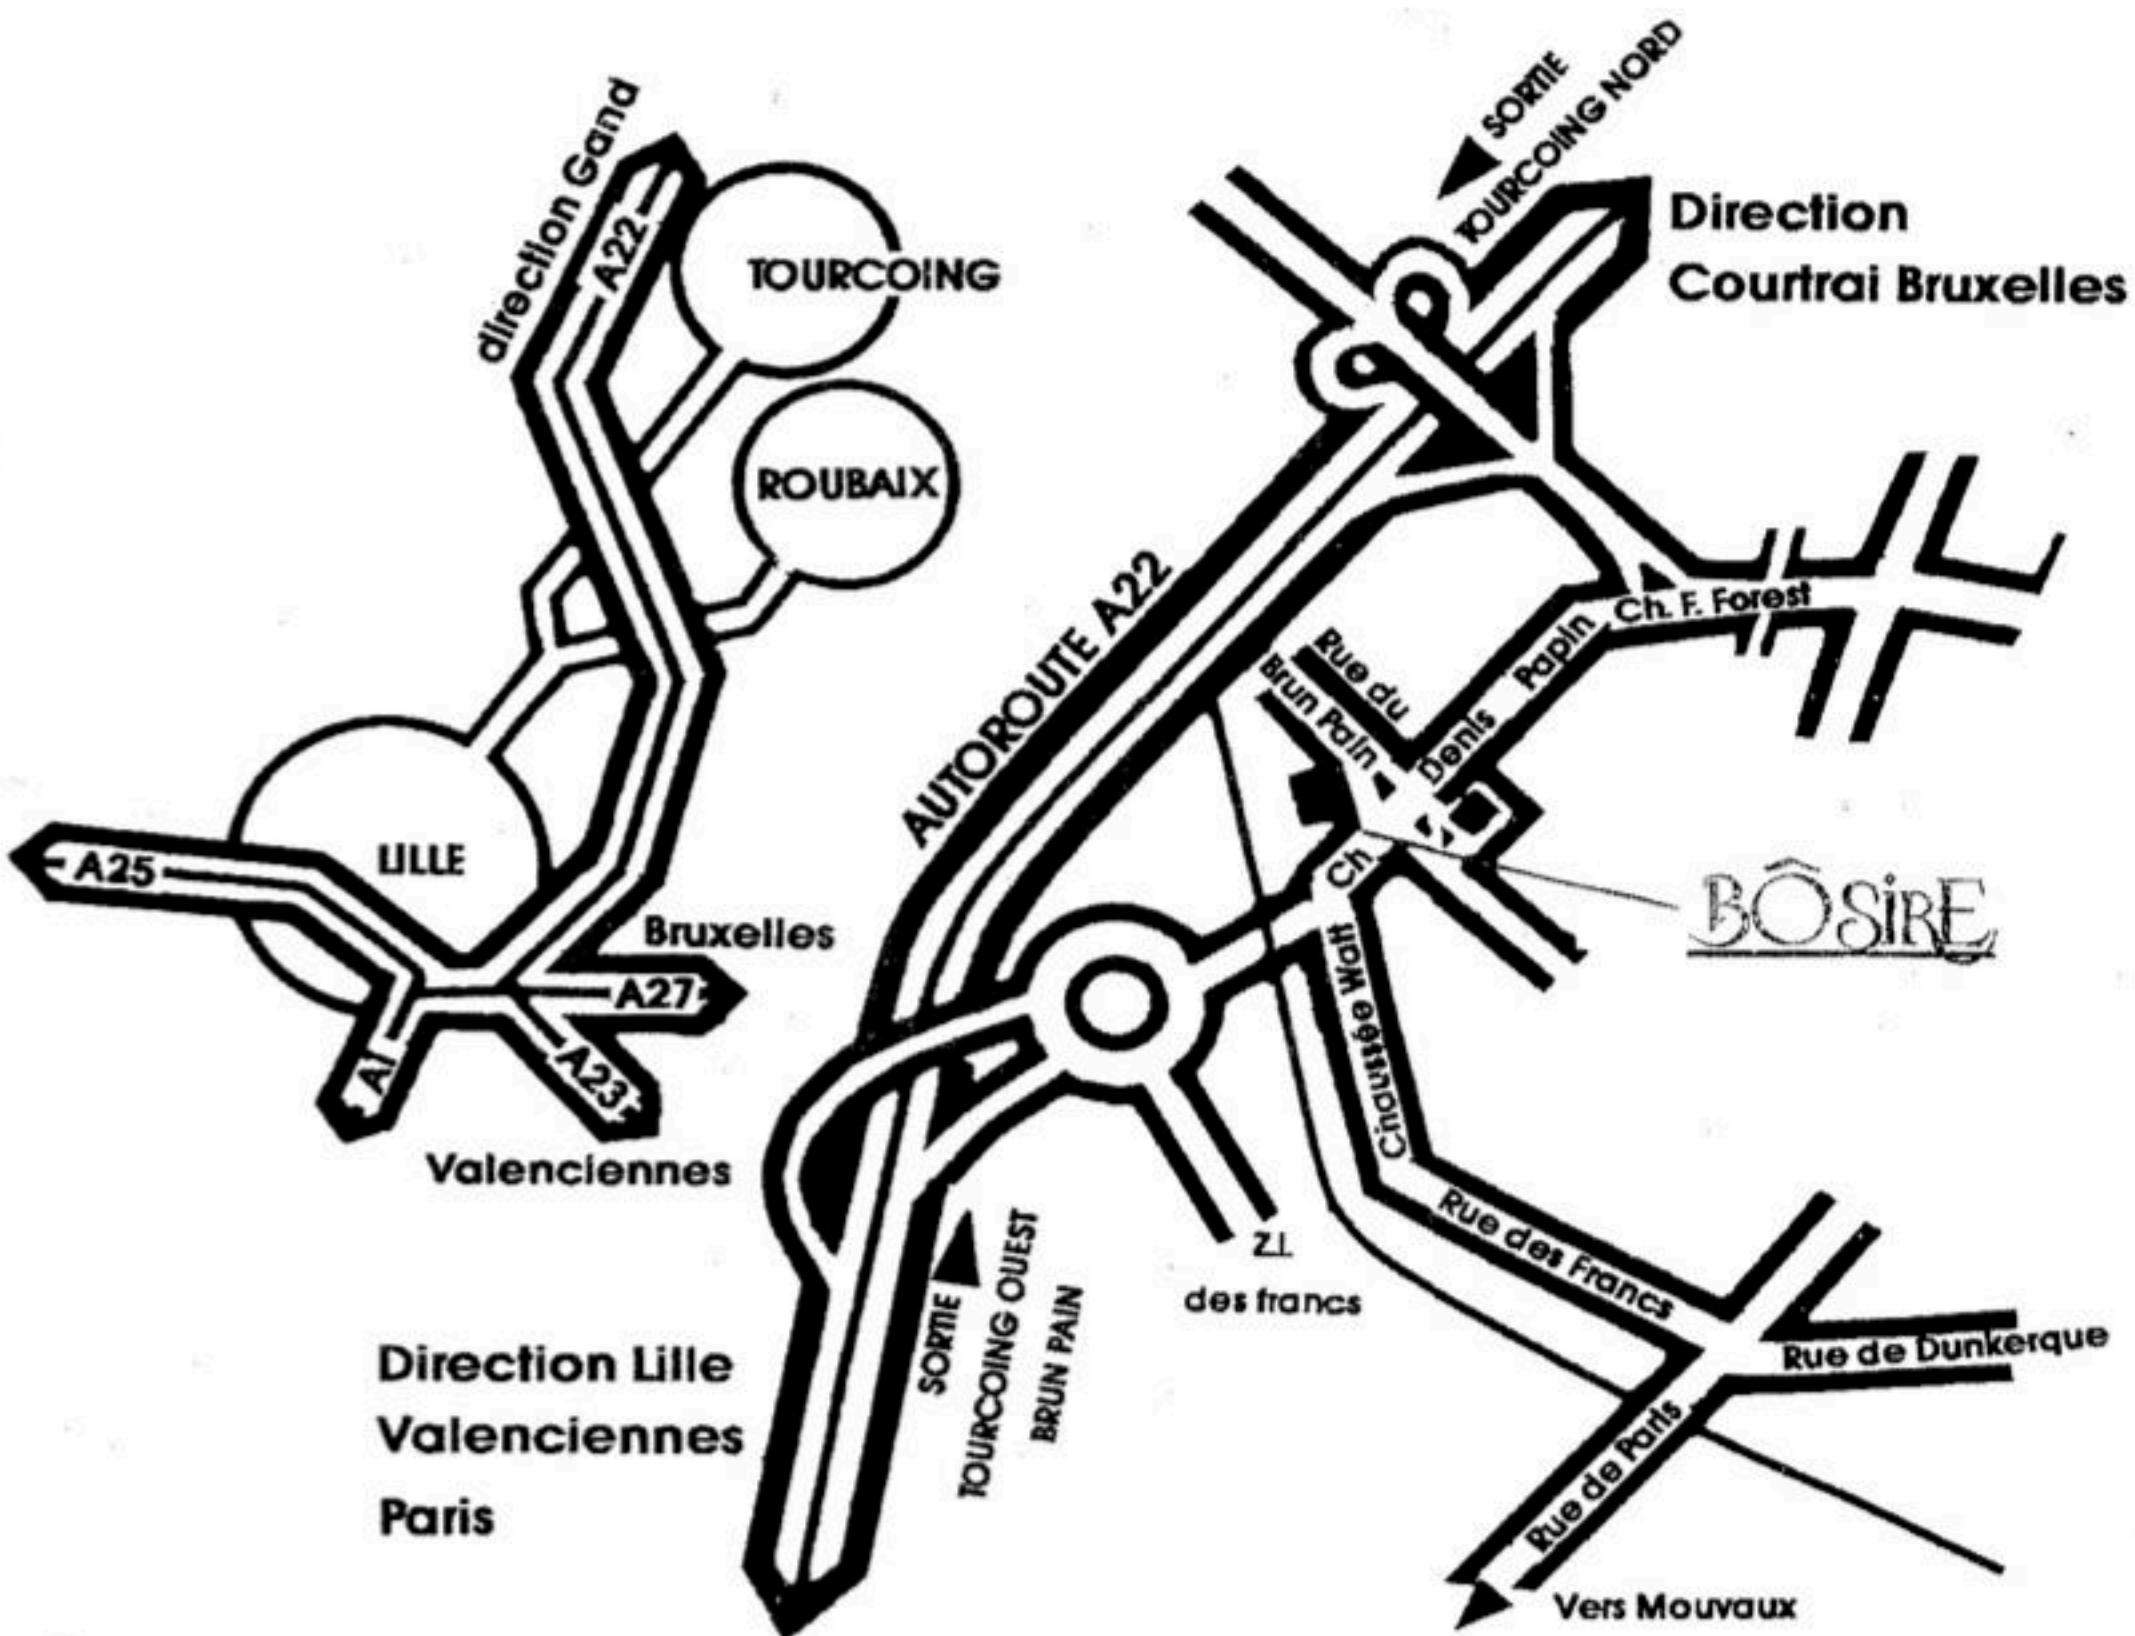 direction Gand
A22
TOURCOING
ROUBAIX
LILLE
A25
Bruxelles
A27
A1
A23
Valenciennes
SORTIE
TOURCOING NORD
Direction
Courtrai Bruxelles
AUTOROUTE A22
Ch. F. Forest
Denis Papin
Rue du
Brun Pain
BÔSIRE
Ch.
Chaussée Watt
Rue des Francs
Z.I.
des francs
Rue de Dunkerque
Rue de Paris
Vers Mouvaux
SORTIE
TOURCOING OUEST
BRUN PAIN
Direction Lille
Valenciennes
Paris